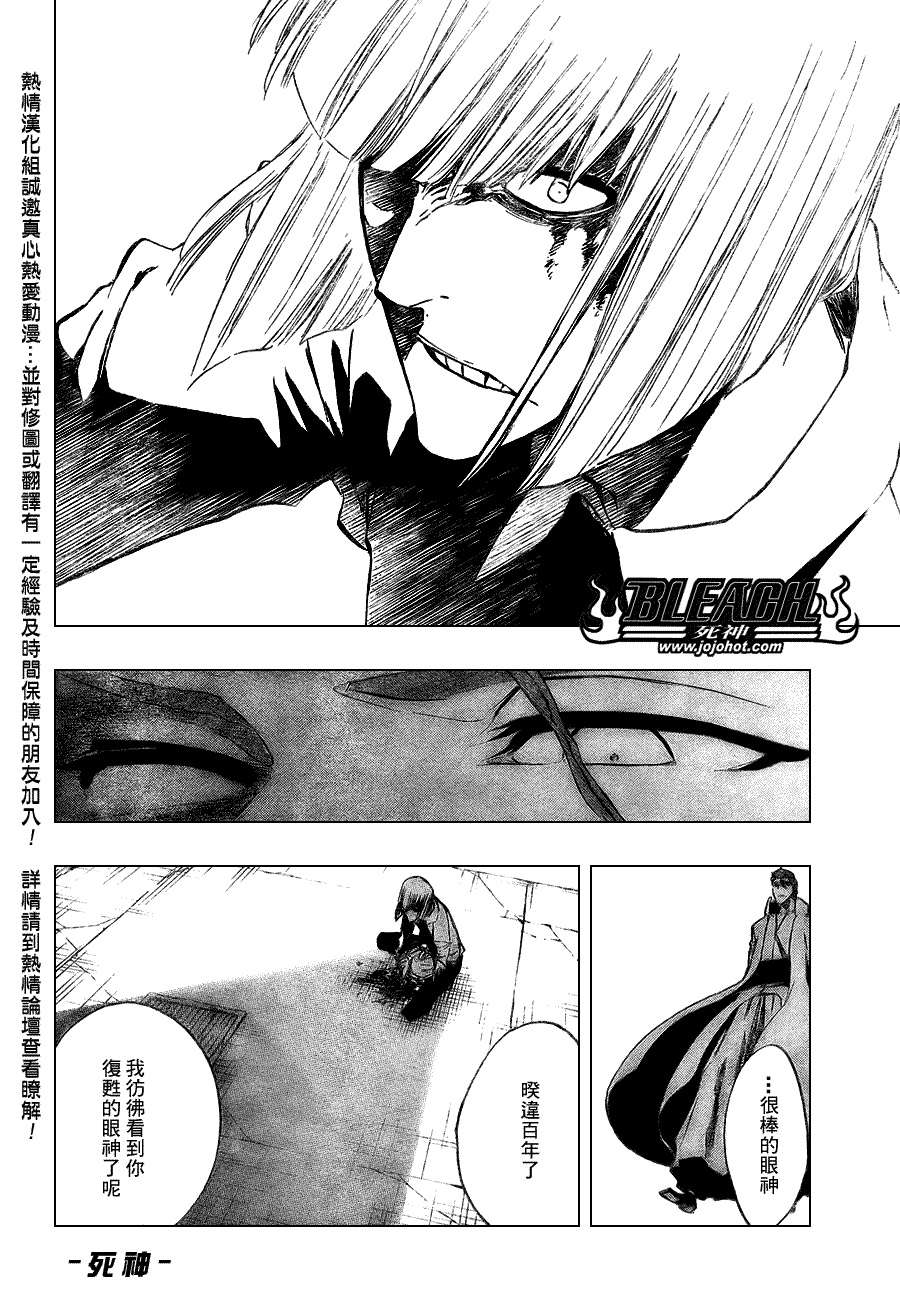 熱情漢化組誠邀真心熱愛動漫…並對修圖或翻譯有一定經驗及時間保障的朋友加入!
詳情請到熱情論壇查看瞭解!
BLEACH
死神
www.jojohot.com
…很棒的眼神
暌違百年了
我彷彿看到你
復甦的眼神了呢
-死神-